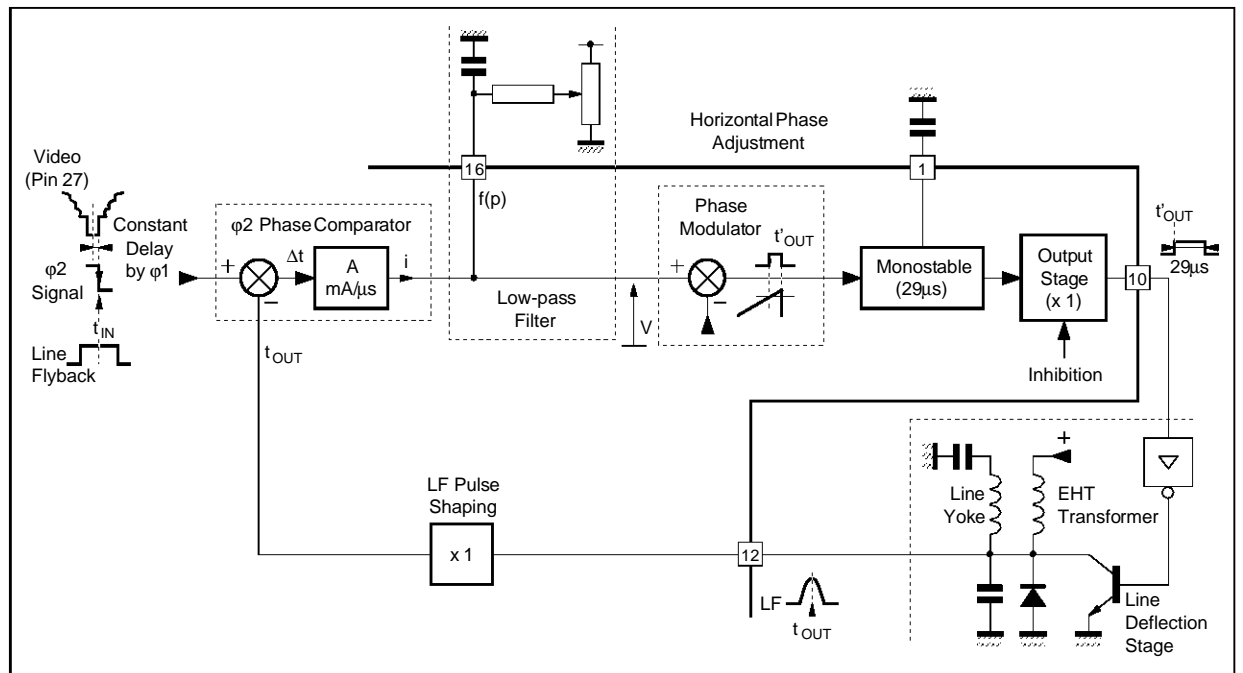 Horizontal Phase
Adjustment
Video
(Pin 27)
Constant
Delay
by φ1
φ2
Signal
tIN
Line
Flyback
φ2 Phase Comparator
+
−
Δt
A
mA/µs
i
tOUT
16
f(p)
Low-pass
Filter
V
Phase
Modulator
+
−
t'OUT
1
Monostable
(29µs)
Output
Stage
(x 1)
Inhibition
10
t'OUT
29µs
LF Pulse
Shaping
x 1
12
LF
tOUT
Line
Yoke
+
EHT
Transformer
Line
Deflection
Stage